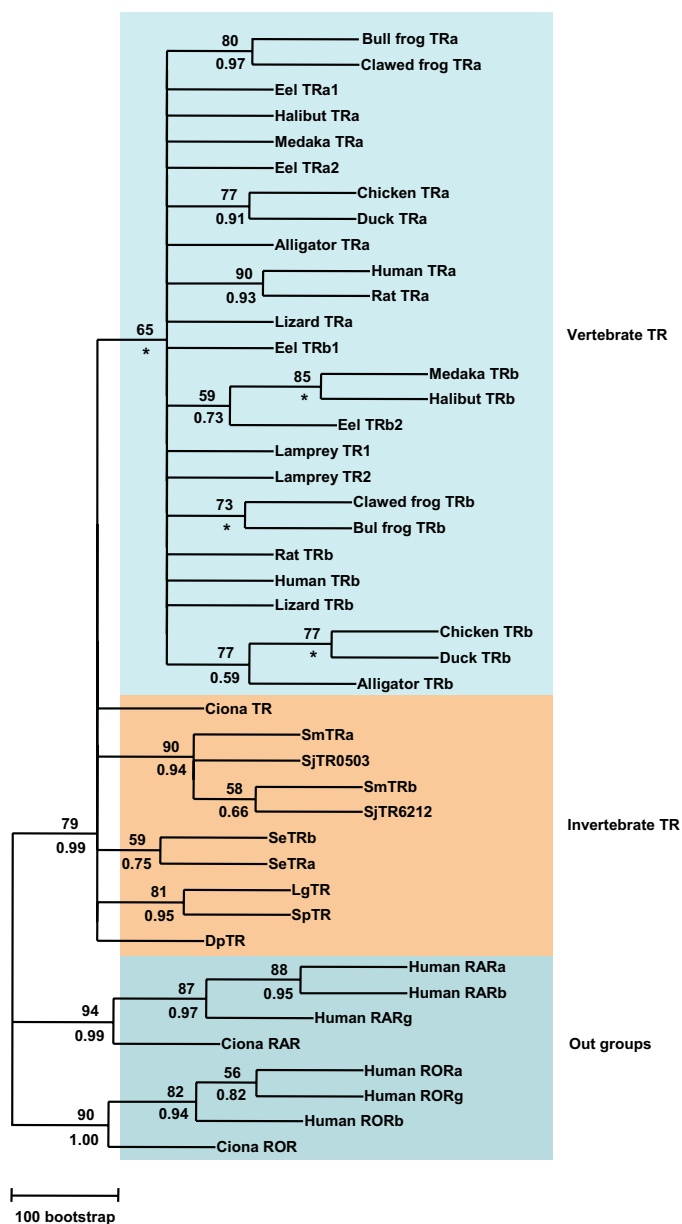 80
Bull frog TRa
0.97
Clawed frog TRa
Eel TRa1
Halibut TRa
Medaka TRa
Eel TRa2
77
Chicken TRa
0.91
Duck TRa
Alligator TRa
90
Human TRa
0.93
Rat TRa
Lizard TRa
65
*
Vertebrate TR
Eel TRb1
85
Medaka TRb
*
Halibut TRb
59
0.73
Eel TRb2
Lamprey TR1
Lamprey TR2
73
Clawed frog TRb
*
Bul frog TRb
Rat TRb
Human TRb
Lizard TRb
77
Chicken TRb
*
Duck TRb
77
0.59
Alligator TRb
Ciona TR
SmTRa
90
0.94
SjTR0503
58
SmTRb
0.66
SjTR6212
Invertebrate TR
79
0.99
59
SeTRb
0.75
SeTRa
81
LgTR
0.95
SpTR
DpTR
88
Human RARa
0.95
Human RARb
87
0.97
Human RARg
94
0.99
Ciona RAR
Out groups
56
Human RORa
0.82
Human RORg
82
0.94
Human RORb
90
1.00
Ciona ROR
100 bootstrap